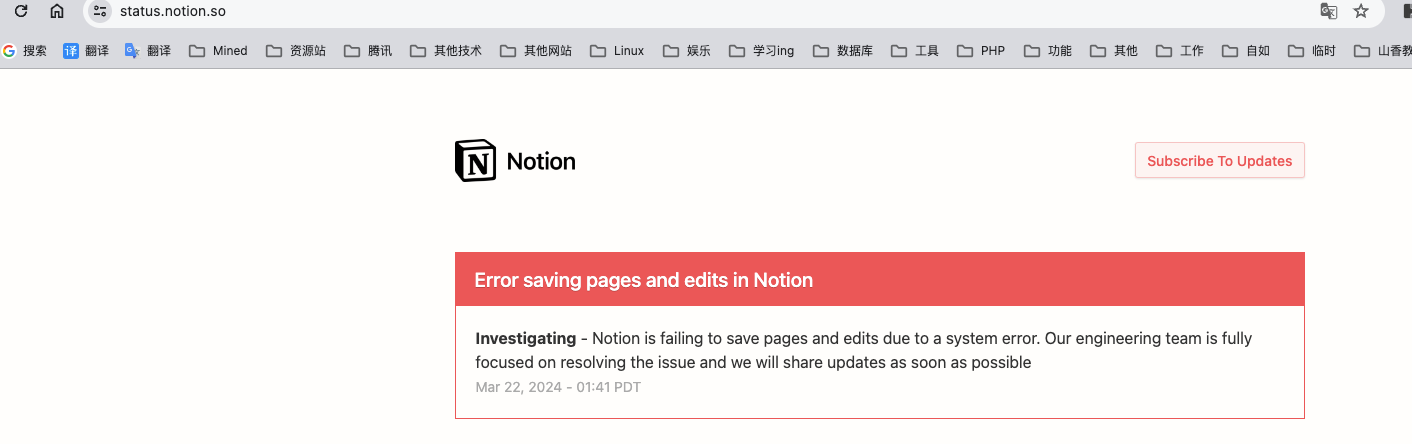 status.notion.so
搜索 翻译 翻译 Mined 资源站 腾讯 其他技术 其他网站 Linux 娱乐 学习ing 数据库 工具 PHP 功能 其他 工作 自如 临时 山香教
Notion
Subscribe To Updates
Error saving pages and edits in Notion
Investigating - Notion is failing to save pages and edits due to a system error. Our engineering team is fully
focused on resolving the issue and we will share updates as soon as possible
Mar 22, 2024 - 01:41 PDT